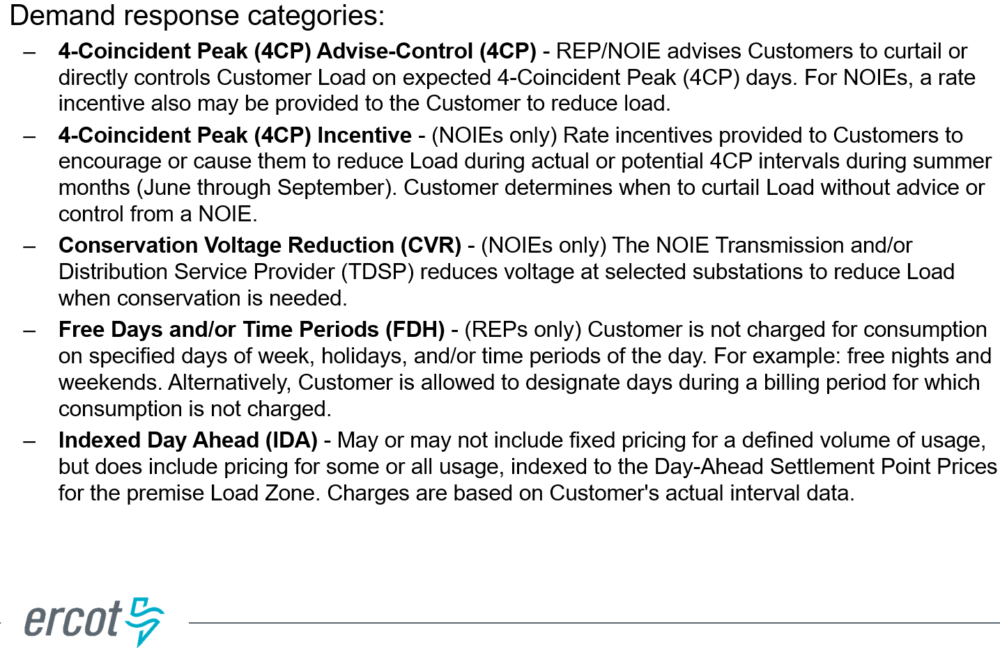 Demand response categories:
– 4-Coincident Peak (4CP) Advise-Control (4CP) - REP/NOIE advises Customers to curtail or
directly controls Customer Load on expected 4-Coincident Peak (4CP) days. For NOIEs, a rate
incentive also may be provided to the Customer to reduce load.
– 4-Coincident Peak (4CP) Incentive - (NOIEs only) Rate incentives provided to Customers to
encourage or cause them to reduce Load during actual or potential 4CP intervals during summer
months (June through September). Customer determines when to curtail Load without advice or
control from a NOIE.
– Conservation Voltage Reduction (CVR) - (NOIEs only) The NOIE Transmission and/or
Distribution Service Provider (TDSP) reduces voltage at selected substations to reduce Load
when conservation is needed.
– Free Days and/or Time Periods (FDH) - (REPs only) Customer is not charged for consumption
on specified days of week, holidays, and/or time periods of the day. For example: free nights and
weekends. Alternatively, Customer is allowed to designate days during a billing period for which
consumption is not charged.
– Indexed Day Ahead (IDA) - May or may not include fixed pricing for a defined volume of usage,
but does include pricing for some or all usage, indexed to the Day-Ahead Settlement Point Prices
for the premise Load Zone. Charges are based on Customer's actual interval data.
ercot